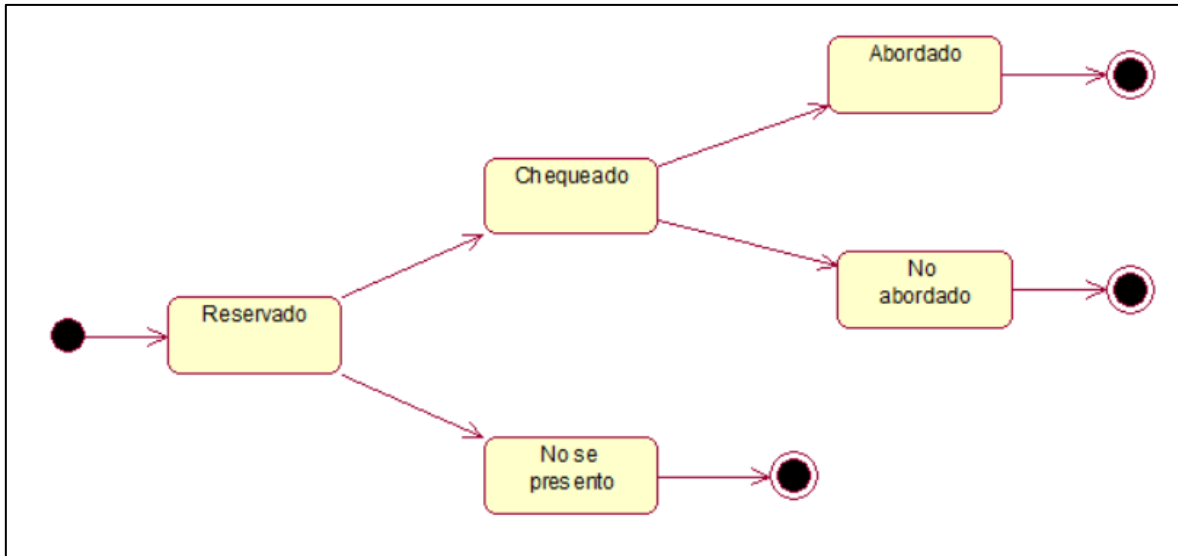 Abordado
Chequeado
No
abordado
Reservado
No se
presento